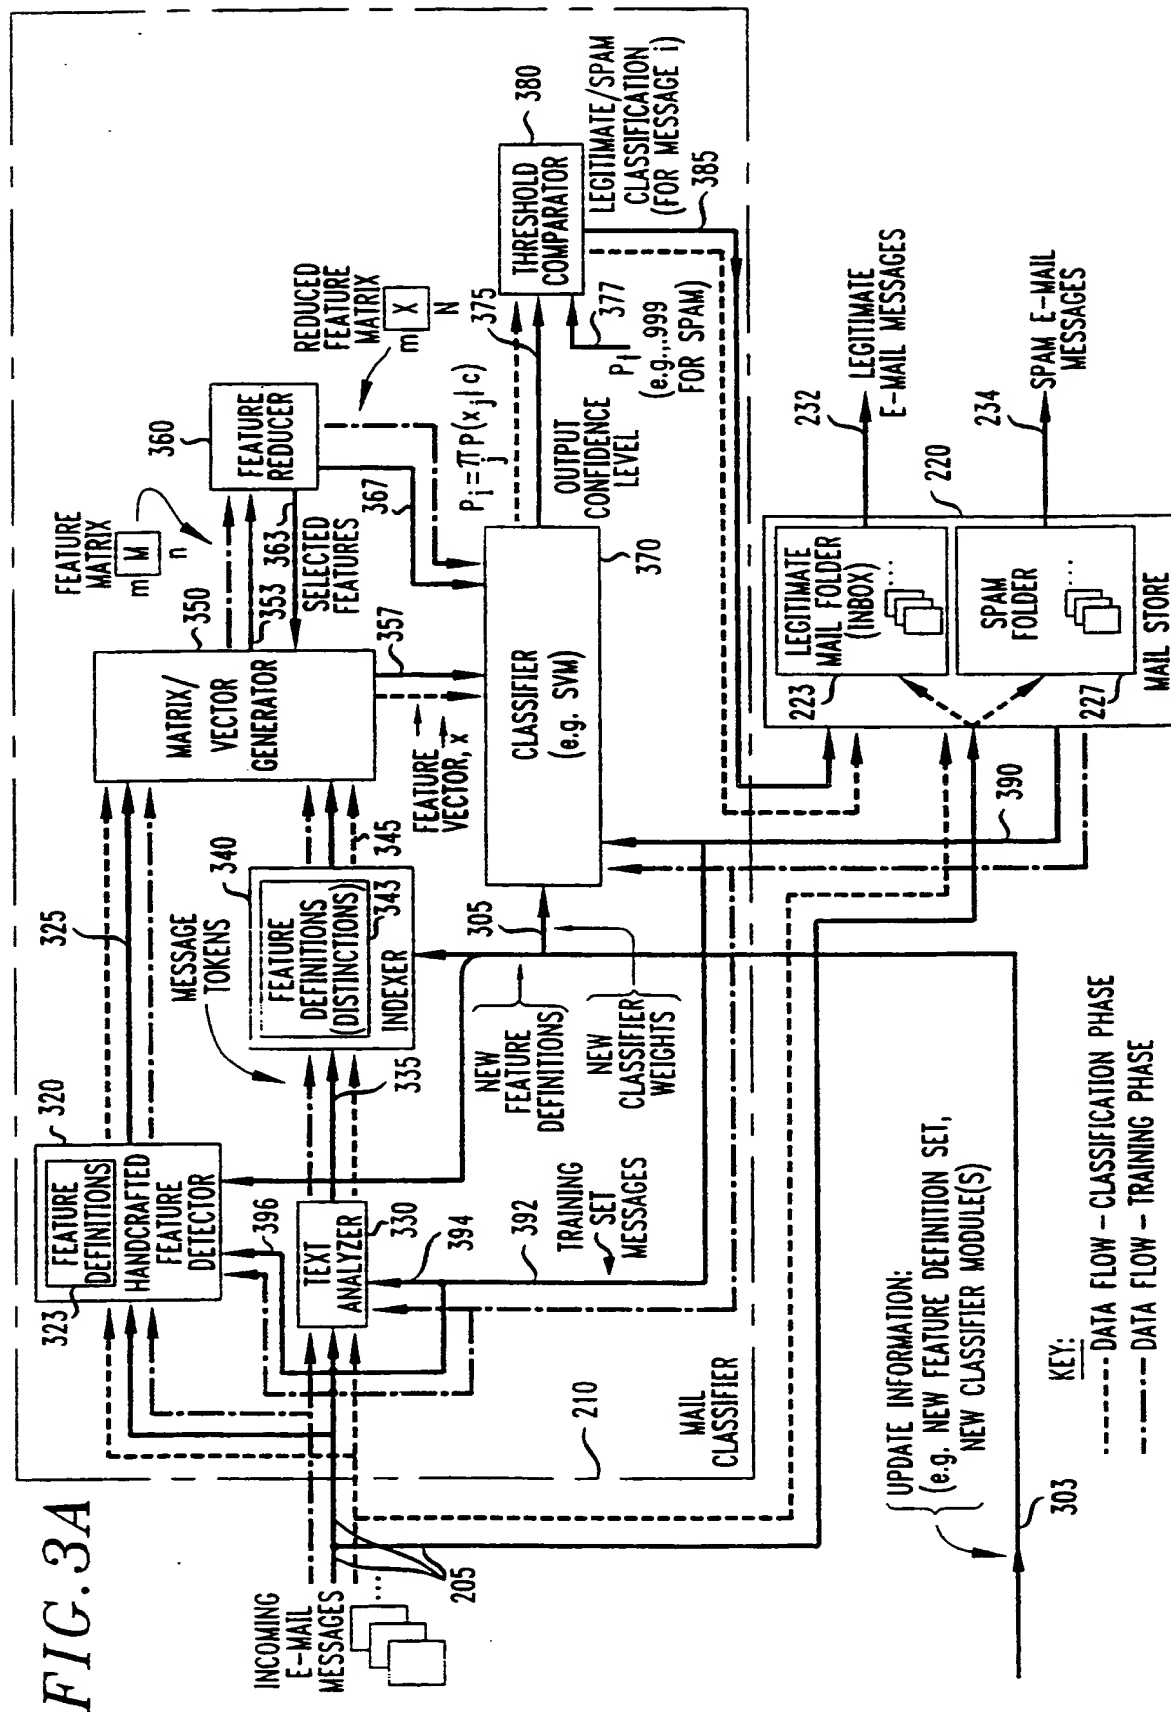 FIG. 3A
INCOMING
E-MAIL
MESSAGES
...
205
210
MAIL
CLASSIFIER
320
FEATURE
DEFINITIONS
HANDCRAFTED
FEATURE
DETECTOR
323
325
396
TEXT
ANALYZER
330
394
392
TRAINING
SET
MESSAGES
335
MESSAGE
TOKENS
340
FEATURE
DEFINITIONS
(DISTINCTIONS)
INDEXER
343
345
NEW
FEATURE
DEFINITIONS
NEW
CLASSIFIER
WEIGHTS
305
MATRIX/
VECTOR
GENERATOR
350
353
FEATURE
MATRIX
m M
n
363
SELECTED
FEATURES
357
FEATURE
VECTOR, x
360
FEATURE
REDUCER
367
REDUCED
FEATURE
MATRIX
m X
N
CLASSIFIER
(e.g. SVM)
370
Pi = π P(xj | c)
j
375
OUTPUT
CONFIDENCE
LEVEL
377
Pt
(e.g.,.999
FOR SPAM)
THRESHOLD
COMPARATOR
380
LEGITIMATE/SPAM
CLASSIFICATION
(FOR MESSAGE i)
385
390
LEGITIMATE
MAIL FOLDER
(INBOX)
...
223
SPAM
FOLDER
...
227
MAIL STORE
220
232
LEGITIMATE
E-MAIL MESSAGES
234
SPAM E-MAIL
MESSAGES
UPDATE INFORMATION:
(e.g. NEW FEATURE DEFINITION SET,
NEW CLASSIFIER MODULE(S)
303
KEY:
DATA FLOW-CLASSIFICATION PHASE
DATA FLOW-TRAINING PHASE